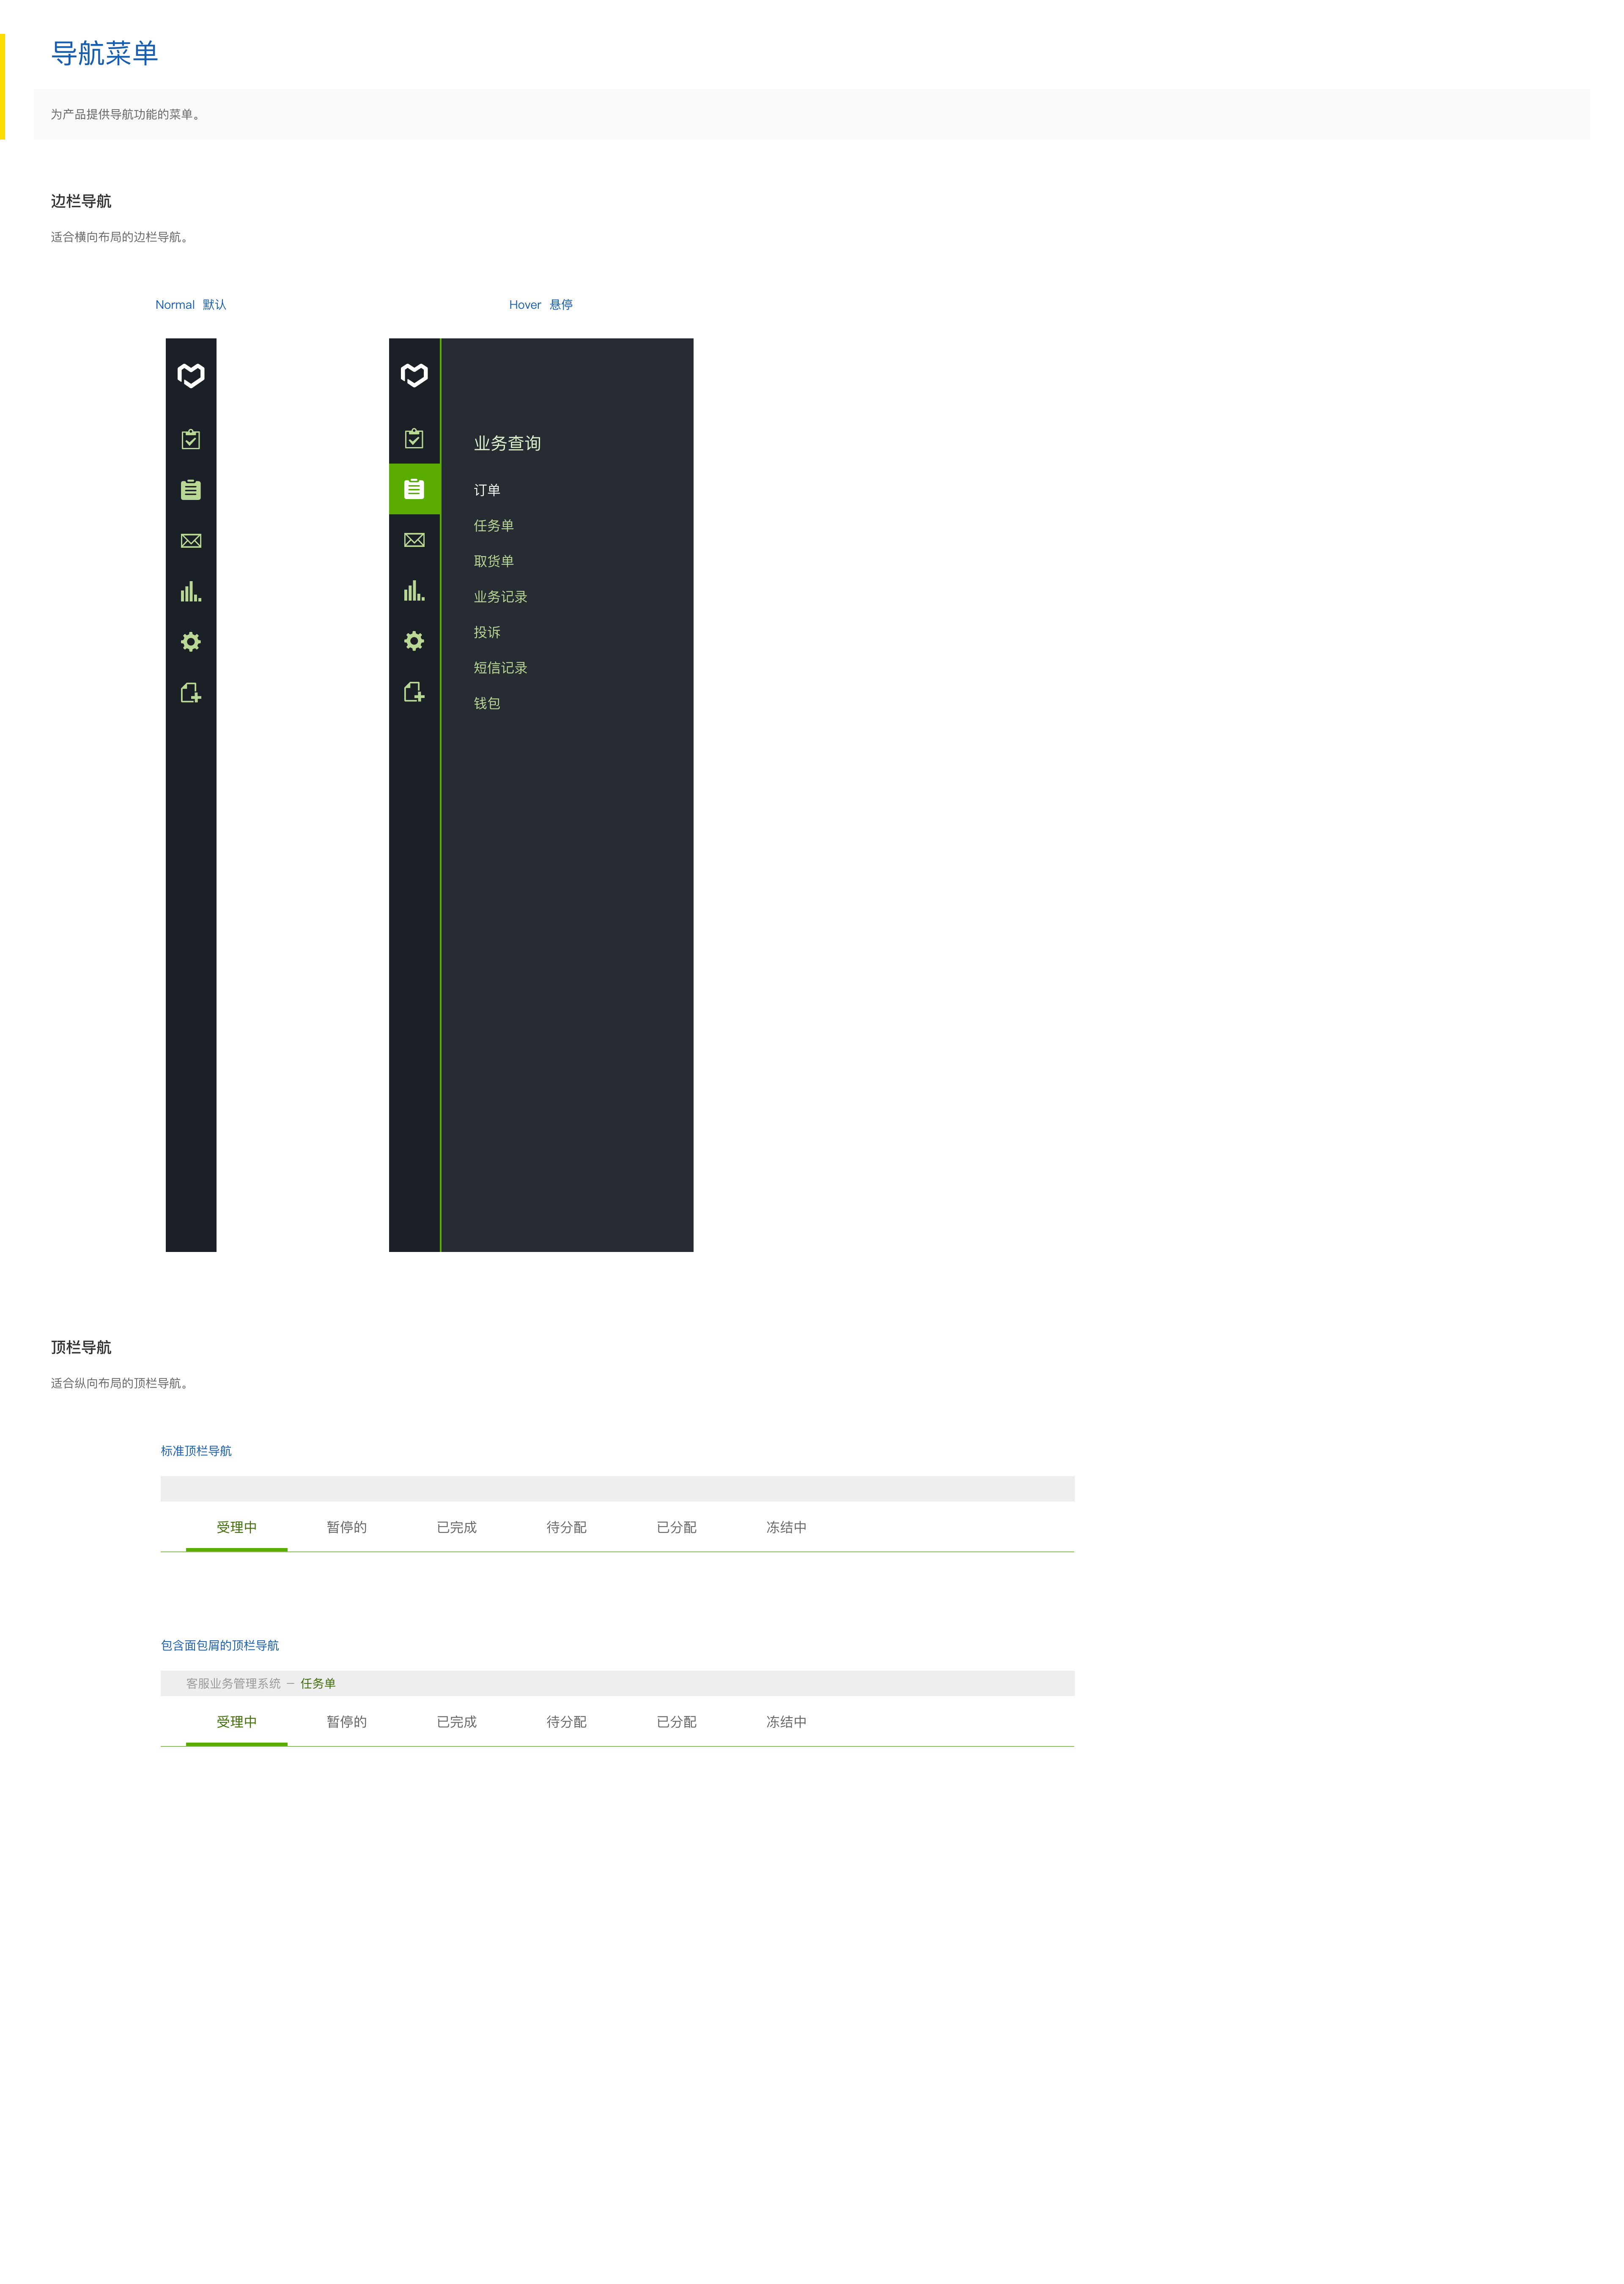 导航菜单
为产品提供导航功能的菜单。
边栏导航
适合横向布局的边栏导航。
Normal 默认
Hover 悬停
业务查询
订单
任务单
取货单
业务记录
投诉
短信记录
钱包
顶栏导航
适合纵向布局的顶栏导航。
标准顶栏导航
受理中 暂停的 已完成 待分配 已分配 冻结中
包含面包屑的顶栏导航
客服业务管理系统 – 任务单
受理中 暂停的 已完成 待分配 已分配 冻结中